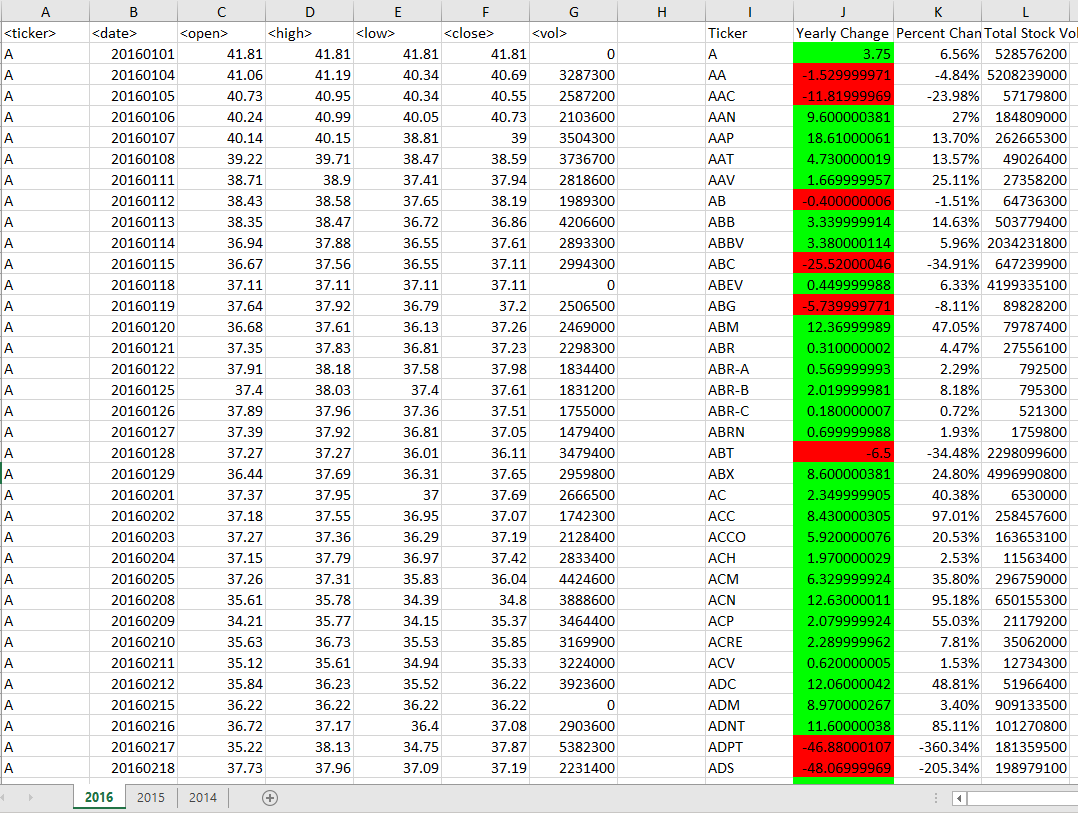 A B C D E F G H I J K L
<ticker> <date> <open> <high> <low> <close> <vol> Ticker Yearly Change Percent Chan Total Stock Vol
A 20160101 41.81 41.81 41.81 41.81 0 A 3.75 6.56% 528576200
A 20160104 41.06 41.19 40.34 40.69 3287300 AA -1.529999971 -4.84% 5208239000
A 20160105 40.73 40.95 40.34 40.55 2587200 AAC -11.81999969 -23.98% 57179800
A 20160106 40.24 40.99 40.05 40.73 2103600 AAN 9.600000381 27% 184809000
A 20160107 40.14 40.15 38.81 39 3504300 AAP 18.61000061 13.70% 262665300
A 20160108 39.22 39.71 38.47 38.59 3736700 AAT 4.730000019 13.57% 49026400
A 20160111 38.71 38.9 37.41 37.94 2818600 AAV 1.669999957 25.11% 27358200
A 20160112 38.43 38.58 37.65 38.19 1989300 AB -0.400000006 -1.51% 64736300
A 20160113 38.35 38.47 36.72 36.86 4206600 ABB 3.339999914 14.63% 503779400
A 20160114 36.94 37.88 36.55 37.61 2893300 ABBV 3.380000114 5.96% 2034231800
A 20160115 36.67 37.56 36.55 37.11 2994300 ABC -25.52000046 -34.91% 647239900
A 20160118 37.11 37.11 37.11 37.11 0 ABEV 0.449999988 6.33% 4199335100
A 20160119 37.64 37.92 36.79 37.2 2506500 ABG -5.739999771 -8.11% 89828200
A 20160120 36.68 37.61 36.13 37.26 2469000 ABM 12.36999989 47.05% 79787400
A 20160121 37.35 37.83 36.81 37.23 2298300 ABR 0.310000002 4.47% 27556100
A 20160122 37.91 38.18 37.58 37.98 1834400 ABR-A 0.569999993 2.29% 792500
A 20160125 37.4 38.03 37.4 37.61 1831200 ABR-B 2.019999981 8.18% 795300
A 20160126 37.89 37.96 37.36 37.51 1755000 ABR-C 0.180000007 0.72% 521300
A 20160127 37.39 37.92 36.81 37.05 1479400 ABRN 0.699999988 1.93% 1759800
A 20160128 37.27 37.27 36.01 36.11 3479400 ABT -6.5 -34.48% 2298099600
A 20160129 36.44 37.69 36.31 37.65 2959800 ABX 8.600000381 24.80% 4996990800
A 20160201 37.37 37.95 37 37.69 2666500 AC 2.349999905 40.38% 6530000
A 20160202 37.18 37.55 36.95 37.07 1742300 ACC 8.430000305 97.01% 258457600
A 20160203 37.27 37.36 36.29 37.19 2128400 ACCO 5.920000076 20.53% 163653100
A 20160204 37.15 37.79 36.97 37.42 2833400 ACH 1.970000029 2.53% 11563400
A 20160205 37.26 37.31 35.83 36.04 4424600 ACM 6.329999924 35.80% 296759000
A 20160208 35.61 35.78 34.39 34.8 3888600 ACN 12.63000011 95.18% 650155300
A 20160209 34.21 35.77 34.15 35.37 3464400 ACP 2.079999924 55.03% 21179200
A 20160210 35.63 36.73 35.53 35.85 3169900 ACRE 2.289999962 7.81% 35062000
A 20160211 35.12 35.61 34.94 35.33 3224000 ACV 0.620000005 1.53% 12734300
A 20160212 35.84 36.23 35.52 36.22 3923600 ADC 12.06000042 48.81% 51966400
A 20160215 36.22 36.22 36.22 36.22 0 ADM 8.970000267 3.40% 909133500
A 20160216 36.72 37.17 36.4 37.08 2903600 ADNT 11.60000038 85.11% 101270800
A 20160217 35.22 38.13 34.75 37.87 5382300 ADPT -46.88000107 -360.34% 181359500
A 20160218 37.73 37.96 37.09 37.19 2231400 ADS -48.06999969 -205.34% 198979100
2016 2015 2014